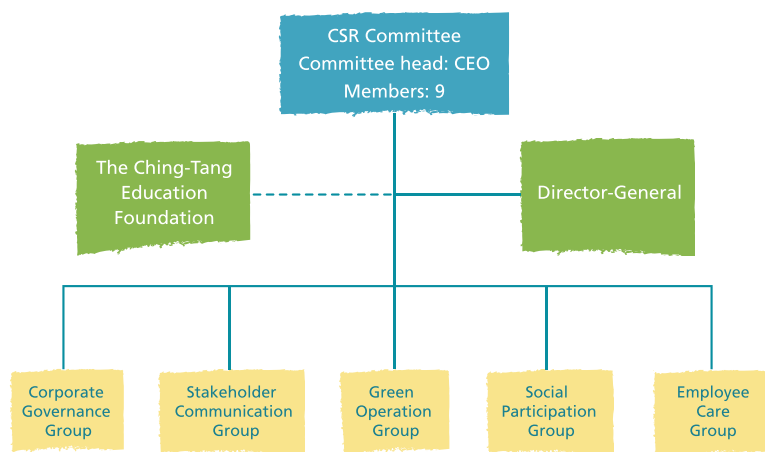 CSR Committee
Committee head: CEO
Members: 9
The Ching-Tang
Education
Foundation
Director-General
Corporate
Governance
Group
Stakeholder
Communication
Group
Green
Operation
Group
Social
Participation
Group
Employee
Care
Group